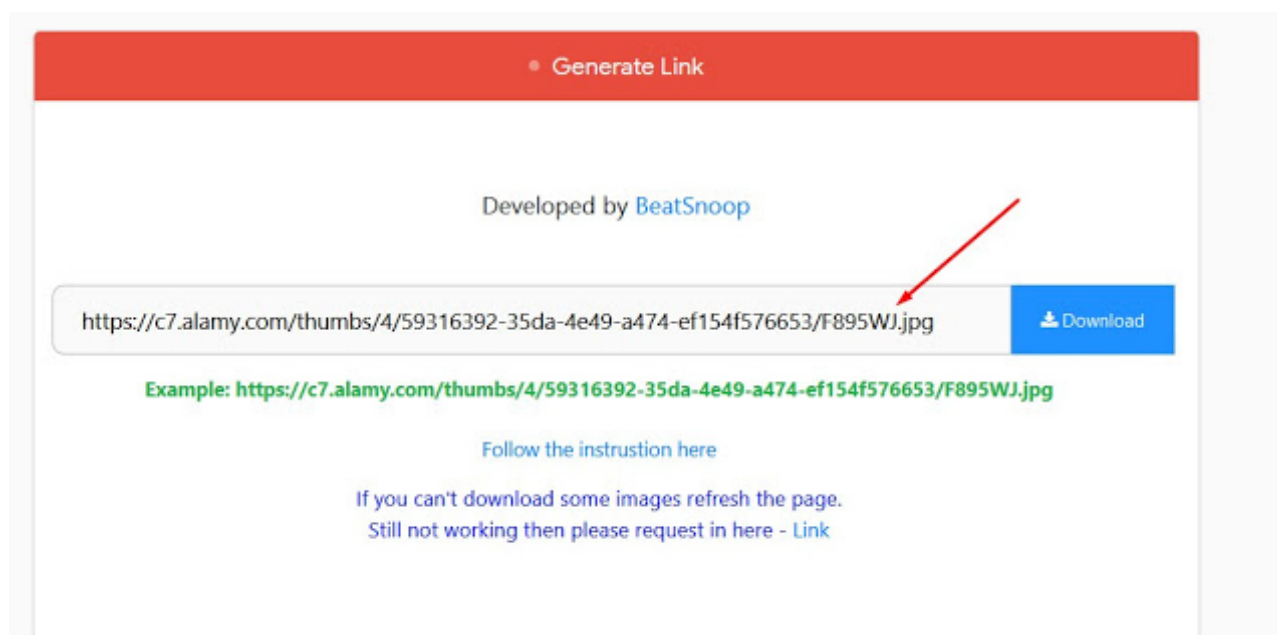 Generate Link
Developed by BeatSnoop
https://c7.alamy.com/thumbs/4/59316392-35da-4e49-a474-ef154f576653/F895WJ.jpg
Download
Example: https://c7.alamy.com/thumbs/4/59316392-35da-4e49-a474-ef154f576653/F895WJ.jpg
Follow the instrustion here
If you can't download some images refresh the page.
Still not working then please request in here - Link